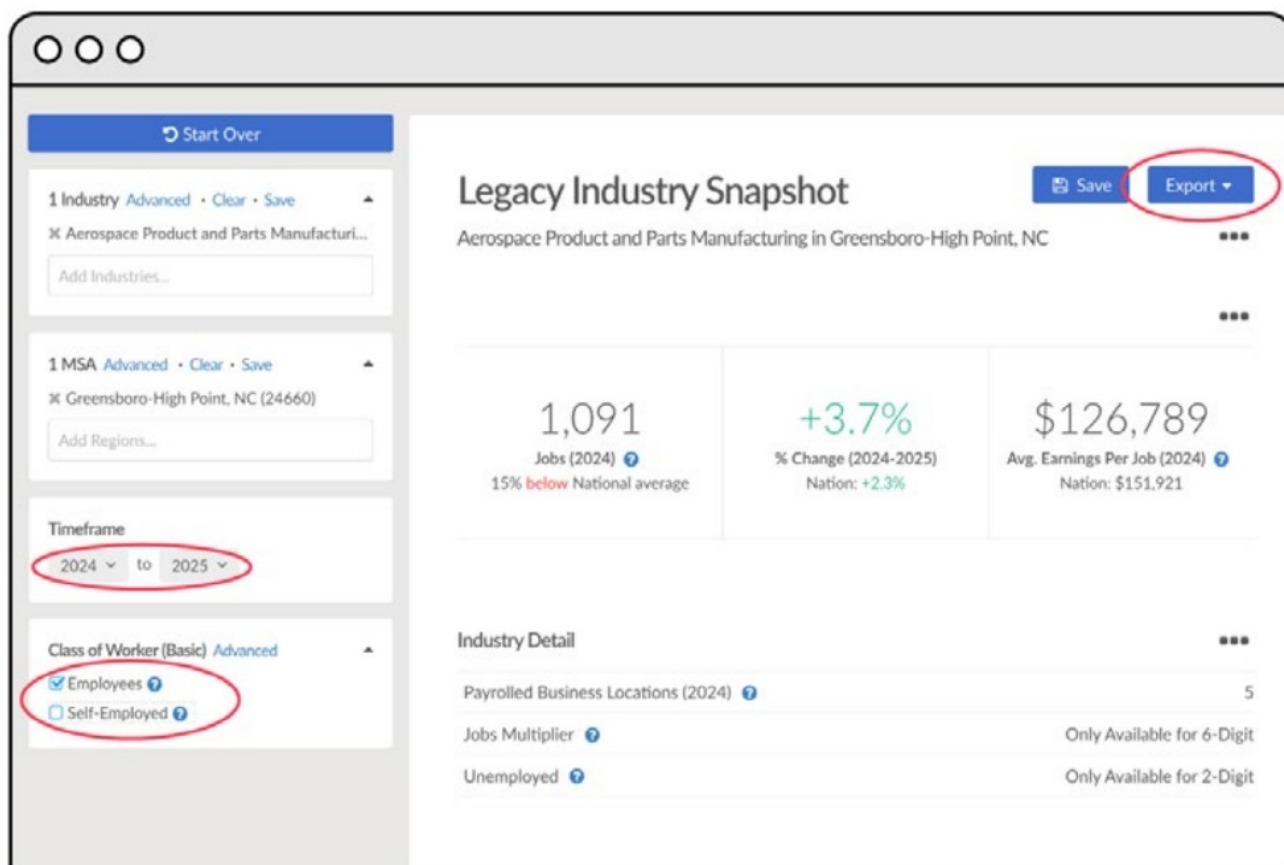 Start Over
1 Industry Advanced • Clear • Save
Aerospace Product and Parts Manufacturi...
Add Industries...
1 MSA Advanced • Clear • Save
Greensboro-High Point, NC (24660)
Add Regions...
Timeframe
2024 to 2025
Class of Worker (Basic) Advanced
Employees
Self-Employed
Legacy Industry Snapshot
Save
Export
Aerospace Product and Parts Manufacturing in Greensboro-High Point, NC
1,091
Jobs (2024)
15% below National average
+3.7%
% Change (2024-2025)
Nation: +2.3%
$126,789
Avg. Earnings Per Job (2024)
Nation: $151,921
Industry Detail
Payrolled Business Locations (2024) 5
Jobs Multiplier Only Available for 6-Digit
Unemployed Only Available for 2-Digit